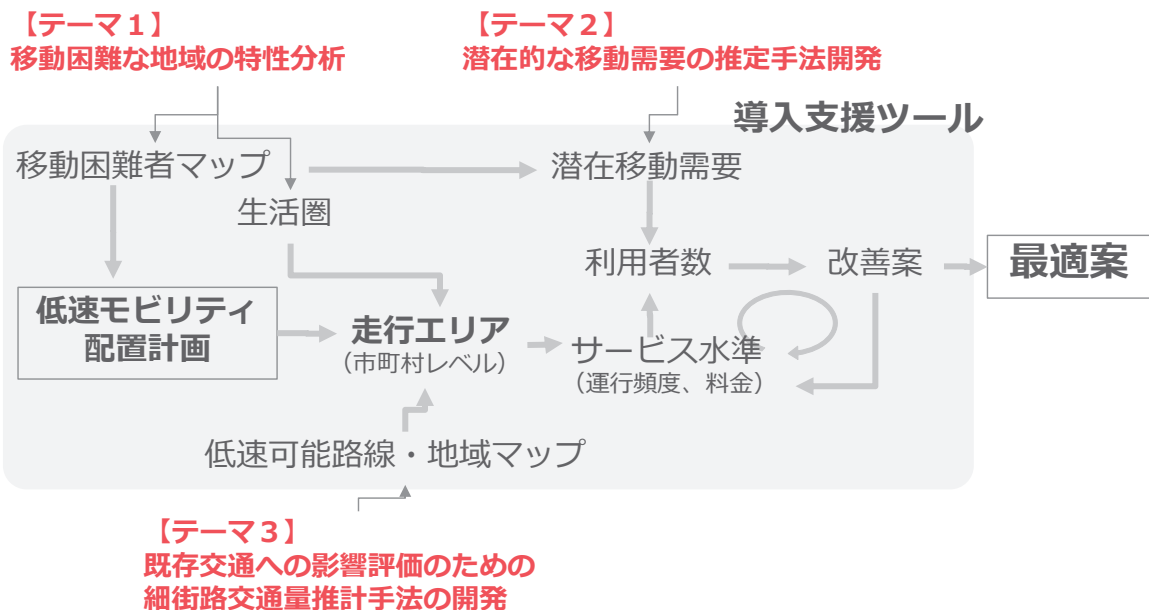 【テーマ１】
移動困難な地域の特性分析
【テーマ２】
潜在的な移動需要の推定手法開発
導入支援ツール
移動困難者マップ
潜在移動需要
生活圏
利用者数
改善案
最適案
低速モビリティ
配置計画
走行エリア
（市町村レベル）
サービス水準
（運行頻度、料金）
低速可能路線・地域マップ
【テーマ３】
既存交通への影響評価のための
細街路交通量推計手法の開発